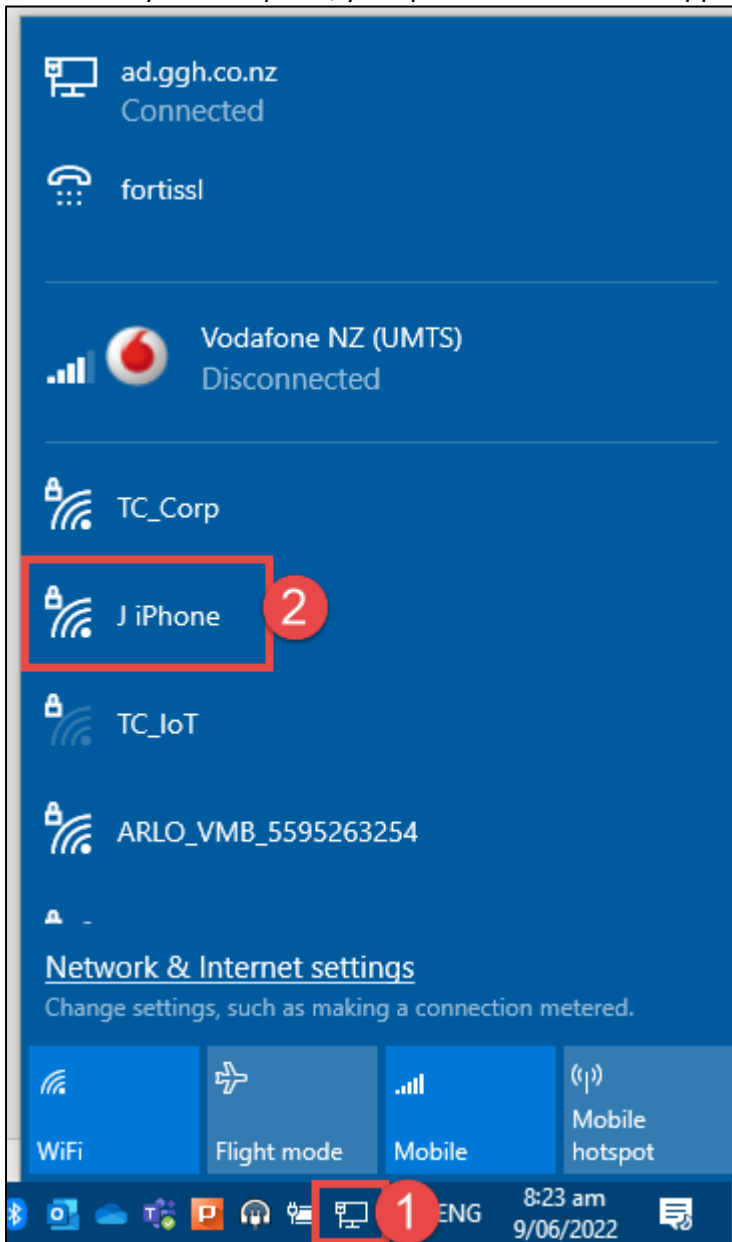 ad.ggh.co.nz
Connected
fortissl
Vodafone NZ (UMTS)
Disconnected
TC_Corp
J iPhone
2
TC_IoT
ARLO_VMB_5595263254
Network & Internet settings
Change settings, such as making a connection metered.
WiFi
Flight mode
Mobile
Mobile
hotspot
1
ENG
8:23 am
9/06/2022